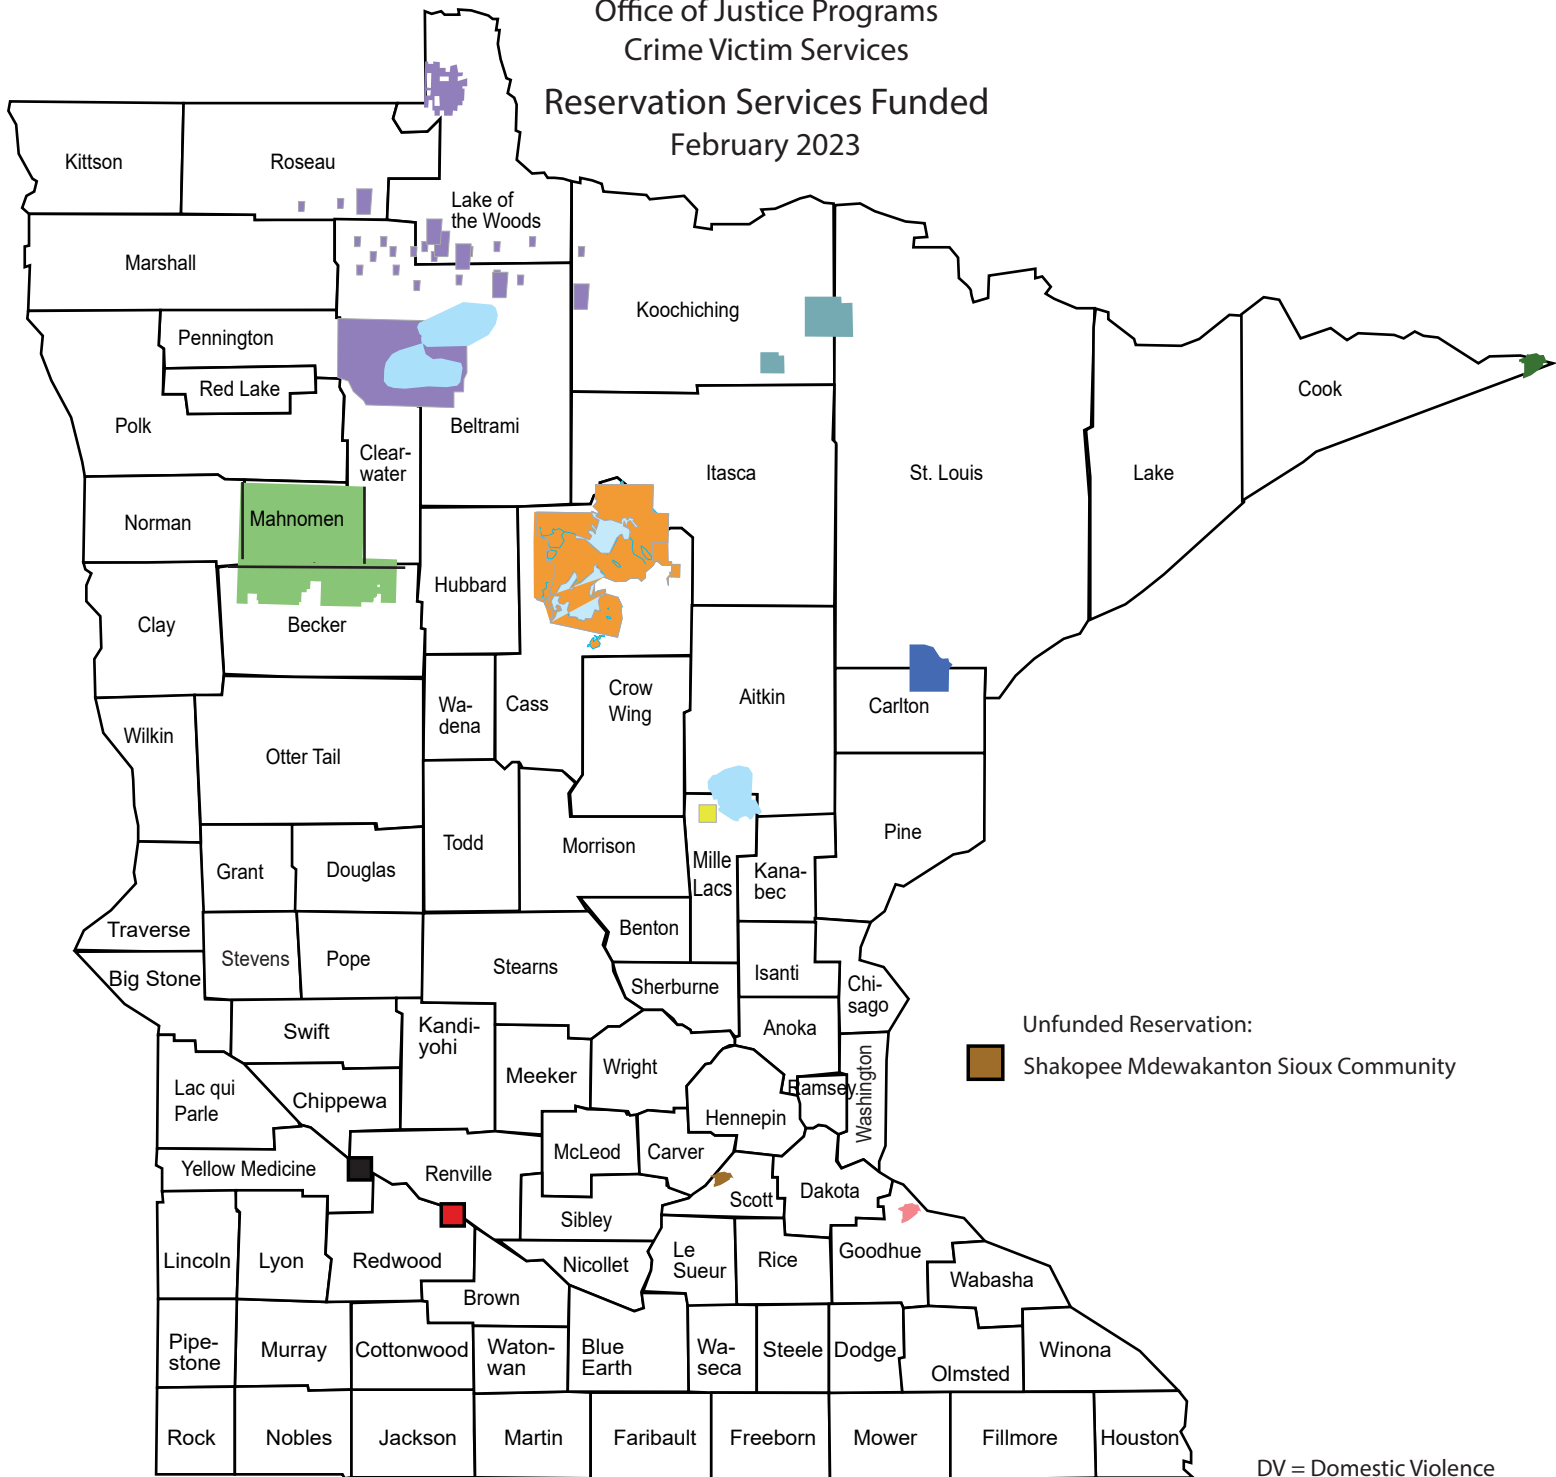 Office of Justice Programs
Crime Victim Services
Reservation Services Funded
February 2023
Kittson
Roseau
Lake of
the Woods
Marshall
Koochiching
Pennington
Red Lake
Polk
Clear-
water
Beltrami
Itasca
St. Louis
Lake
Cook
Norman
Mahnomen
Hubbard
Clay
Becker
Wa-
dena
Cass
Crow
Wing
Aitkin
Carlton
Wilkin
Otter Tail
Todd
Morrison
Mille
Lacs
Kana-
bec
Pine
Grant
Douglas
Traverse
Stevens
Pope
Stearns
Benton
Big Stone
Sherburne
Isanti
Chi-
sago
Swift
Kandi-
yohi
Anoka
Unfunded Reservation:
Shakopee Mdewakanton Sioux Community
Lac qui
Parle
Chippewa
Meeker
Wright
Hennepin
Ramsey
Washington
Yellow Medicine
Renville
McLeod
Carver
Scott
Dakota
Sibley
Lincoln
Lyon
Redwood
Nicollet
Le
Sueur
Rice
Goodhue
Wabasha
Brown
Pipe-
stone
Murray
Cottonwood
Waton-
wan
Blue
Earth
Wa-
seca
Steele
Dodge
Olmsted
Winona
Rock
Nobles
Jackson
Martin
Faribault
Freeborn
Mower
Fillmore
Houston
DV = Domestic Violence